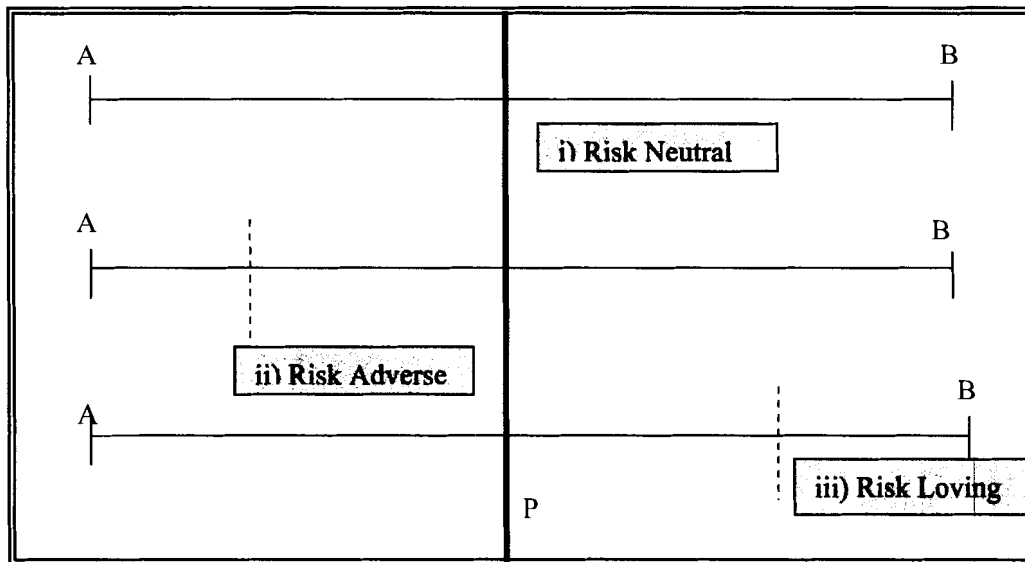 A B
i) Risk Neutral
A B
ii) Risk Adverse
A B
iii) Risk Loving
P